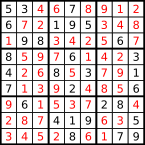 5 3 4 6 7 8 9 1 2
6 7 2 1 9 5 3 4 8
1 9 8 3 4 2 5 6 7
8 5 9 7 6 1 4 2 3
4 2 6 8 5 3 7 9 1
7 1 3 9 2 4 8 5 6
9 6 1 5 3 7 2 8 4
2 8 7 4 1 9 6 3 5
3 4 5 2 8 6 1 7 9